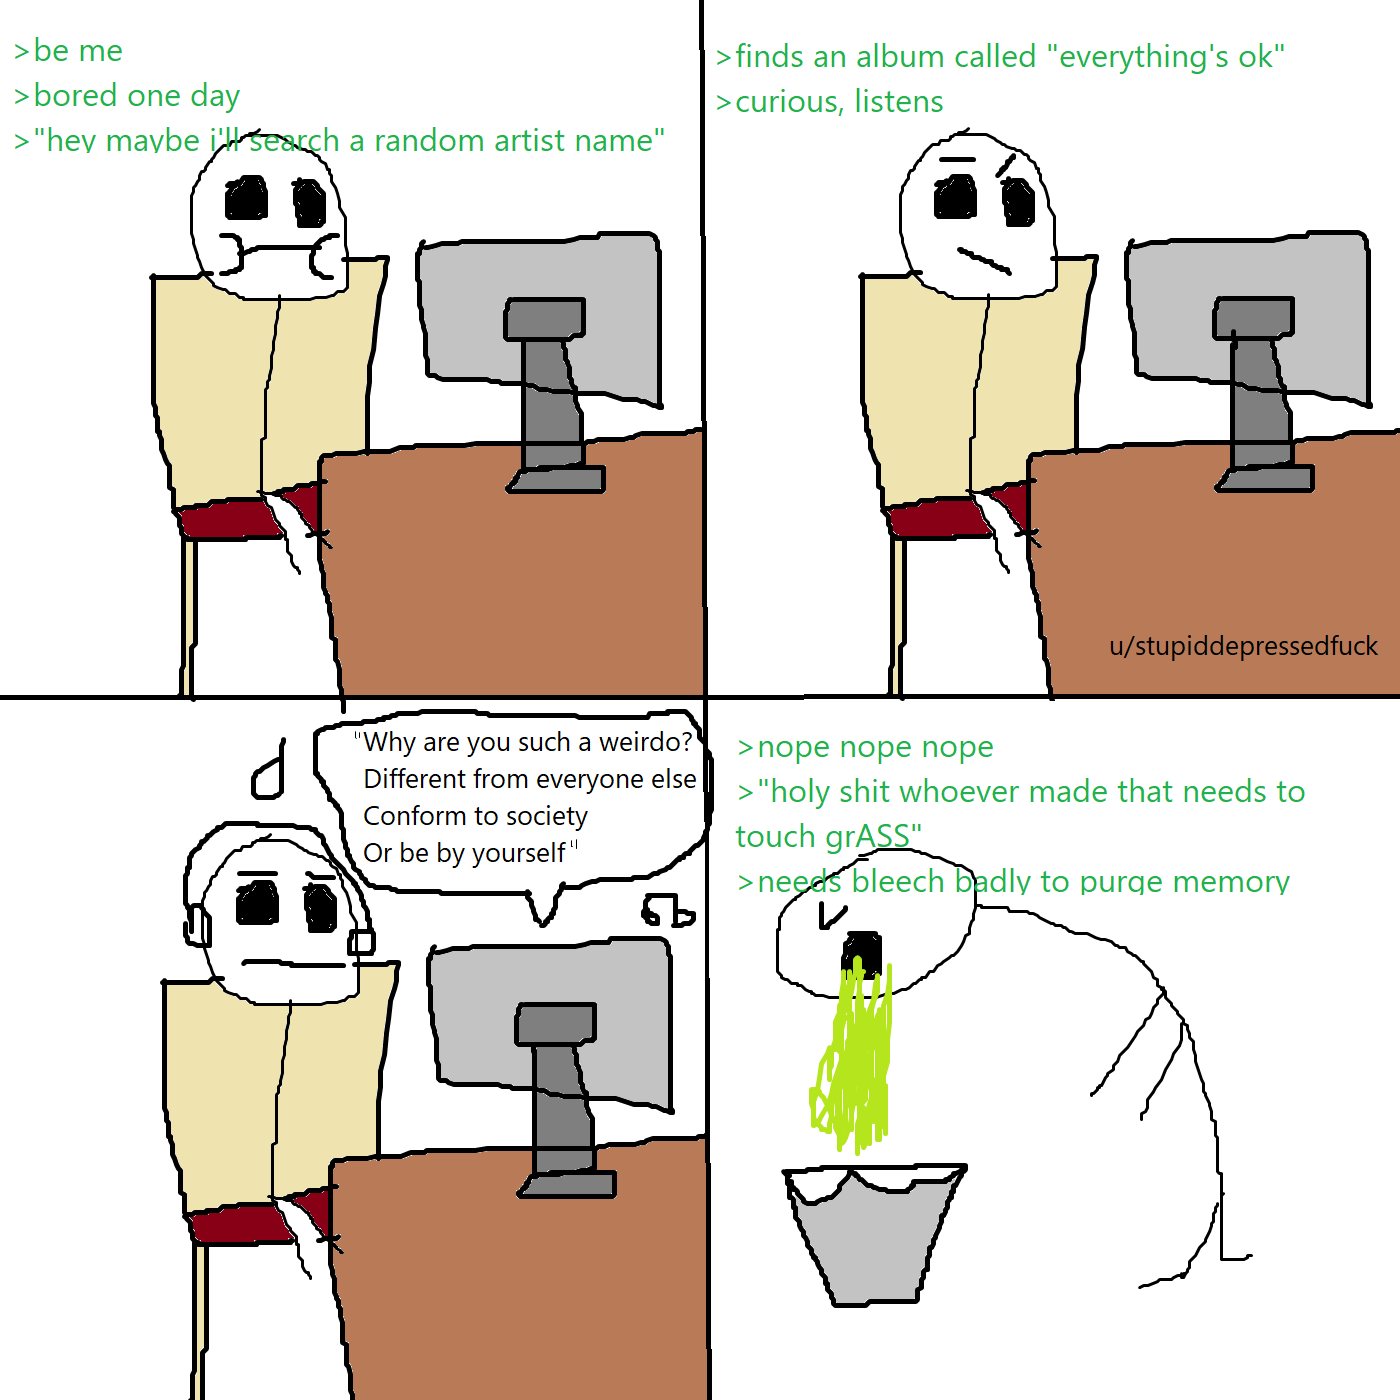 >be me
>bored one day
>"hey maybe i'll search a random artist name"
>finds an album called "everything's ok"
>curious, listens
u/stupiddepressedfuck
"Why are you such a weirdo?
Different from everyone else
Conform to society
Or be by yourself"
>nope nope nope
>"holy shit whoever made that needs to
touch grASS"
>needs bleech badly to purge memory